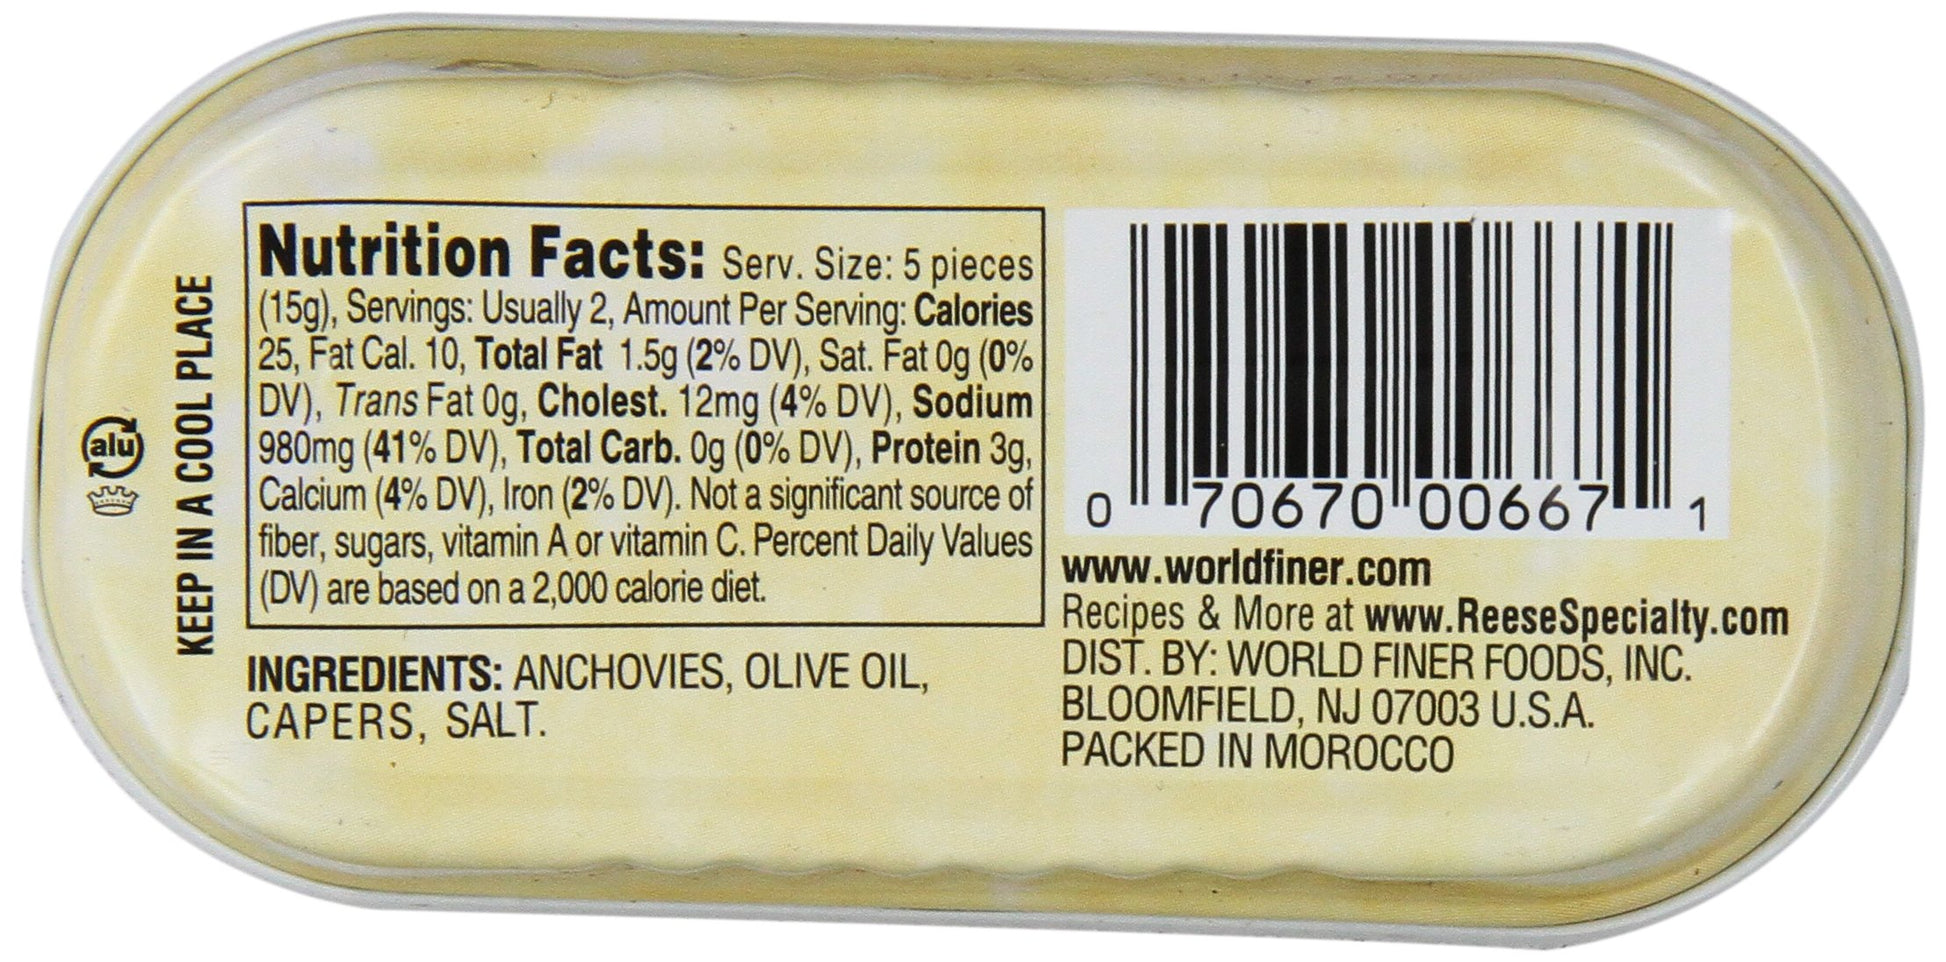 alu
KEEP IN A COOL PLACE
Nutrition Facts: Serv. Size: 5 pieces
(15g), Servings: Usually 2, Amount Per Serving: Calories
25, Fat Cal. 10, Total Fat 1.5g (2% DV), Sat. Fat 0g (0%
DV), Trans Fat 0g, Cholest. 12mg (4% DV), Sodium
980mg (41% DV), Total Carb. 0g (0% DV), Protein 3g,
Calcium (4% DV), Iron (2% DV). Not a significant source of
fiber, sugars, vitamin A or vitamin C. Percent Daily Values
(DV) are based on a 2,000 calorie diet.
INGREDIENTS: ANCHOVIES, OLIVE OIL,
CAPERS, SALT.
0 70670 00667 1
www.worldfiner.com
Recipes & More at www.ReeseSpecialty.com
DIST. BY: WORLD FINER FOODS, INC.
BLOOMFIELD, NJ 07003 U.S.A.
PACKED IN MOROCCO